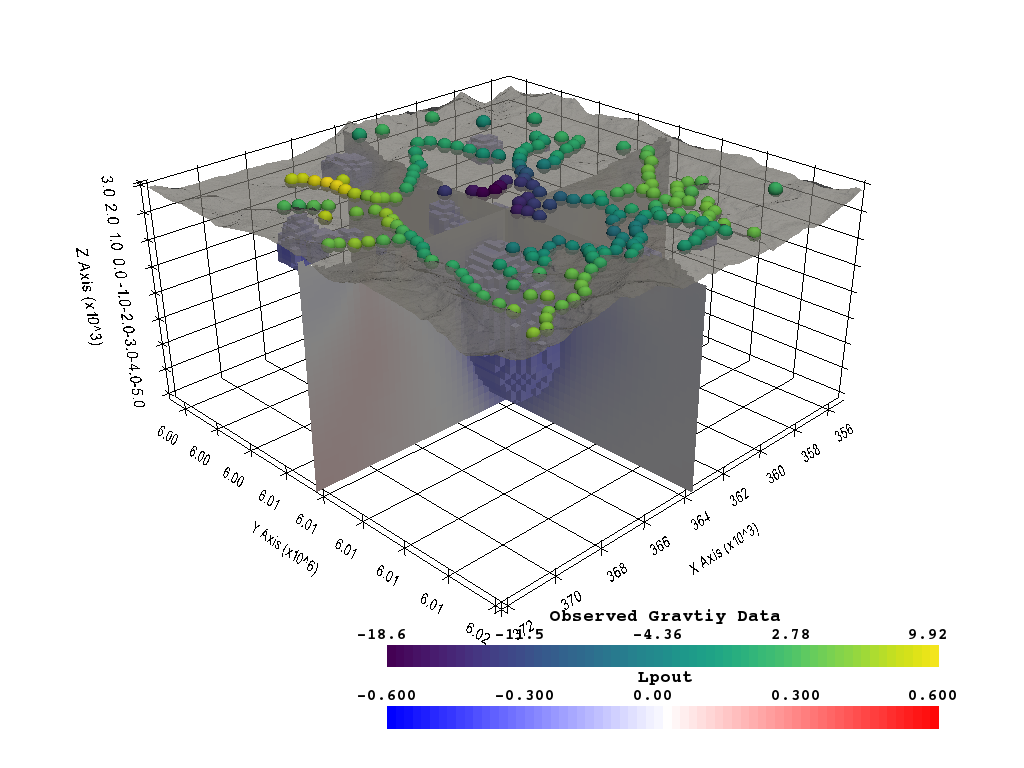 3.0 2.0 1.0 0.0 -1.0 -2.0 -3.0 -4.0 -5.0
Z Axis (x10^3)
6.00
6.00
6.00
6.01
6.01
6.01
6.01
6.01
6.02
Y Axis (x10^6)
356
358
360
362
364
366
368
370
372
X Axis (x10^3)
Observed Gravtiy Data
-18.6 -11.5 -4.36 2.78 9.92
Lpout
-0.600 -0.300 0.00 0.300 0.600